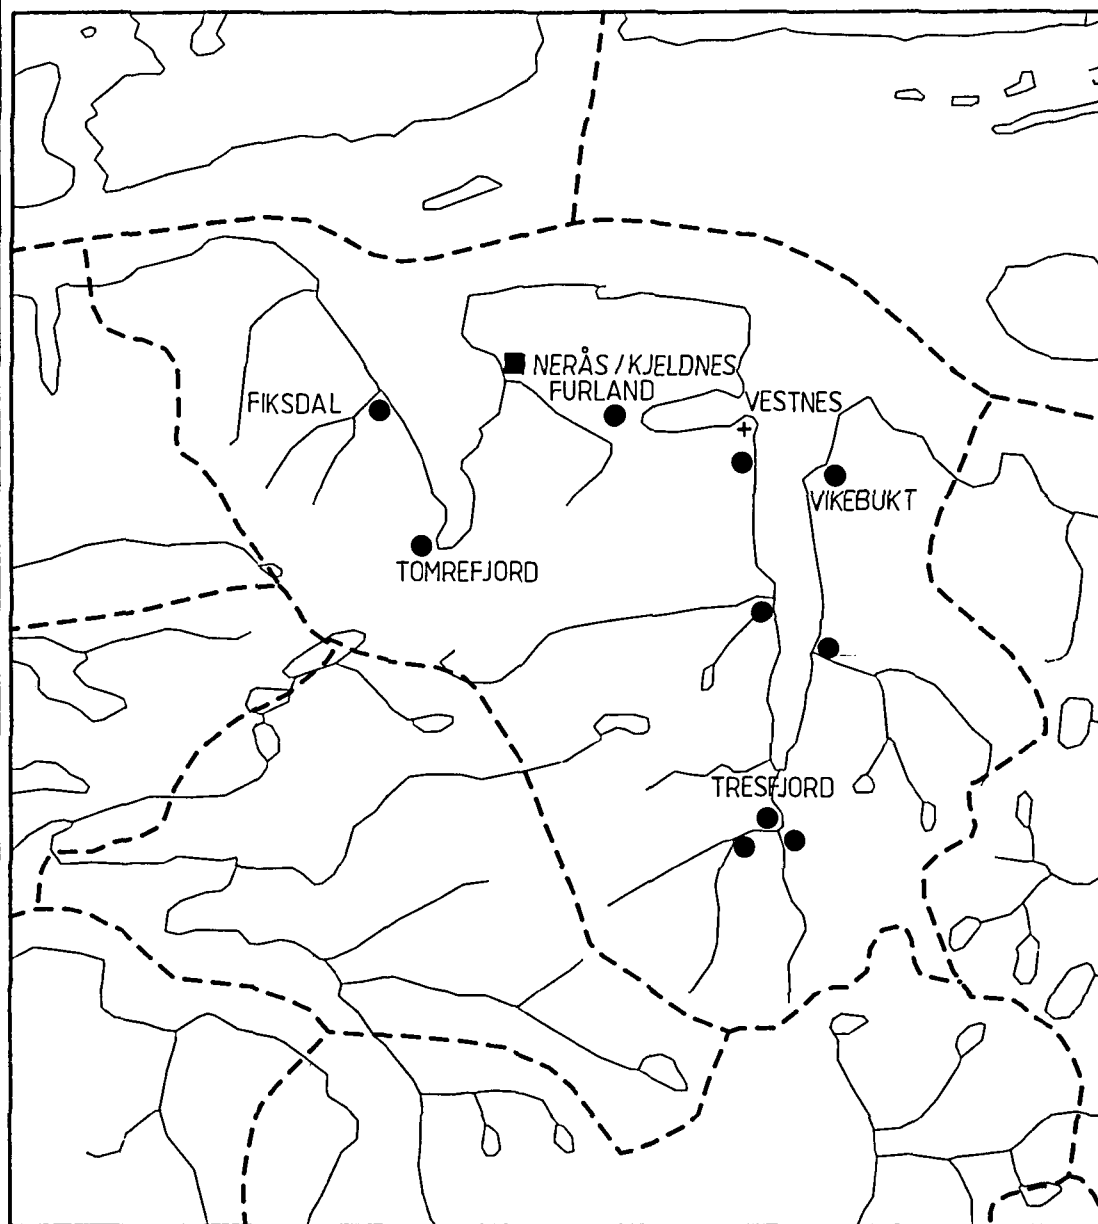 NERÅS / KJELDNES
FURLAND
FIKSDAL
VESTNES
VIKEBUKT
TOMREFJORD
TRESFJORD